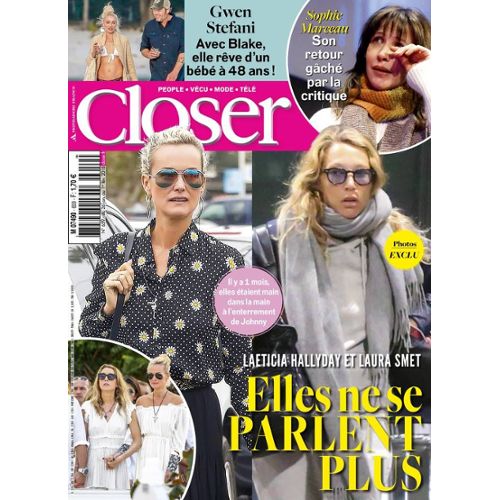 Gwen
Stefani
Avec Blake,
elle rêve d'un
bébé à 48 ans !
Sophie
Marceau
Son
retour
gâché
par la
critique
PEOPLE • VÉCU • MODE • TÉLÉ
Closer
Photos
EXCLU
Il y a 1 mois,
elles étaient main
dans la main
à l'enterrement
de Johnny
LAETICIA HALLYDAY ET LAURA SMET
Elles ne se
PARLENT
PLUS